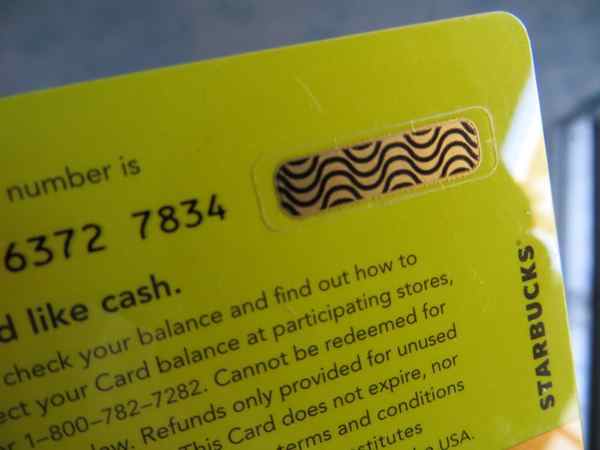 number is
6372 7834
d like cash.
check your balance and find out how to
ect your Card balance at participating stores,
r 1-800-782-7282. Cannot be redeemed for
law. Refunds only provided for unused
This Card does not expire, nor
terms and conditions
stitutes
the USA.
STARBUCKS®